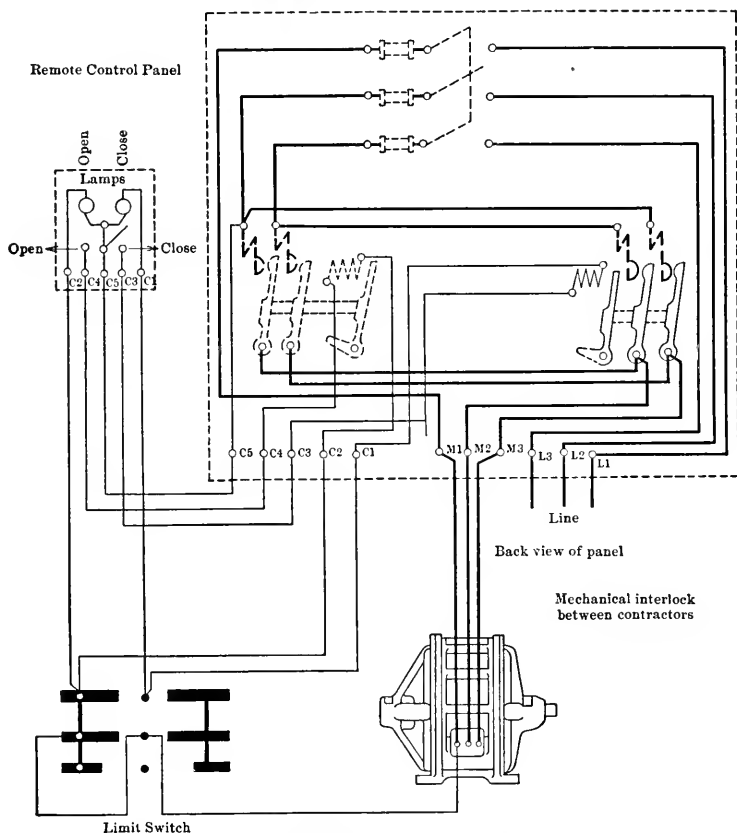 Remote Control Panel
Open
Close
Lamps
Open
Close
C2
C4
C5
C3
C1
C5
C4
C3
C2
C1
M1
M2
M3
L3
L2
L1
Line
Back view of panel
Mechanical interlock
between contractors
Limit Switch